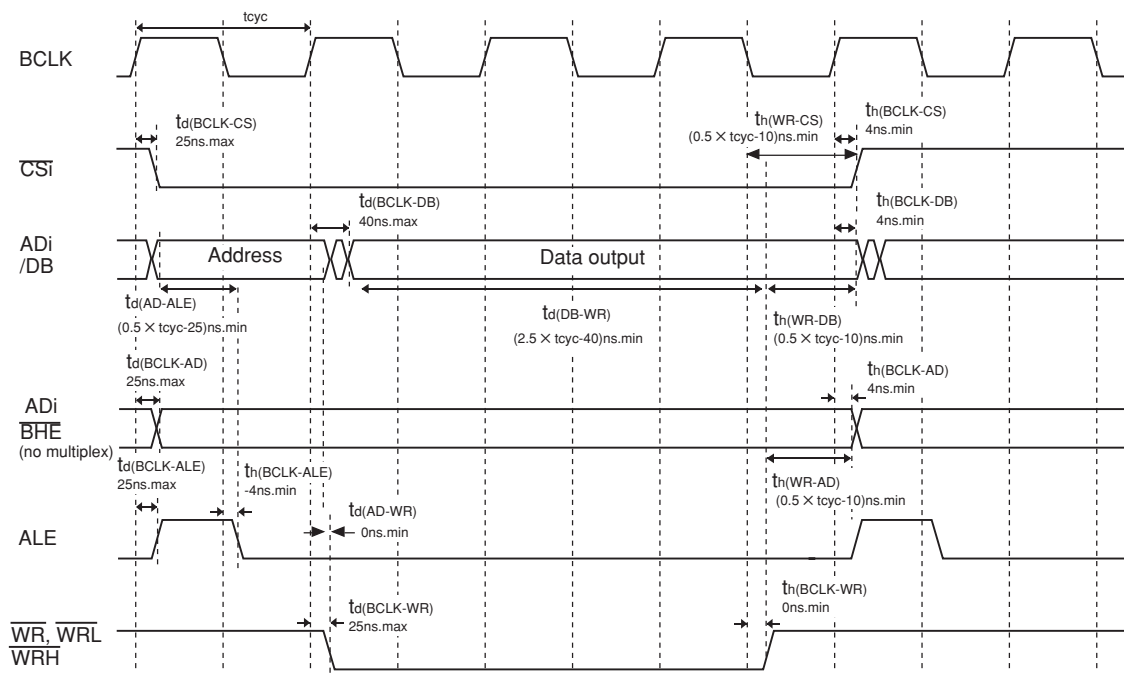 tcyc
BCLK
td(BCLK-CS)
25ns.max
th(WR-CS)
(0.5 × tcyc-10)ns.min
th(BCLK-CS)
4ns.min
CSi
td(BCLK-DB)
40ns.max
th(BCLK-DB)
4ns.min
ADi
/DB
Address
Data output
td(AD-ALE)
(0.5 × tcyc-25)ns.min
td(DB-WR)
(2.5 × tcyc-40)ns.min
th(WR-DB)
(0.5 × tcyc-10)ns.min
td(BCLK-AD)
25ns.max
th(BCLK-AD)
4ns.min
ADi
BHE
(no multiplex)
td(BCLK-ALE)
25ns.max
th(BCLK-ALE)
-4ns.min
th(WR-AD)
(0.5 × tcyc-10)ns.min
td(AD-WR)
0ns.min
ALE
td(BCLK-WR)
25ns.max
th(BCLK-WR)
0ns.min
WR, WRL
WRH